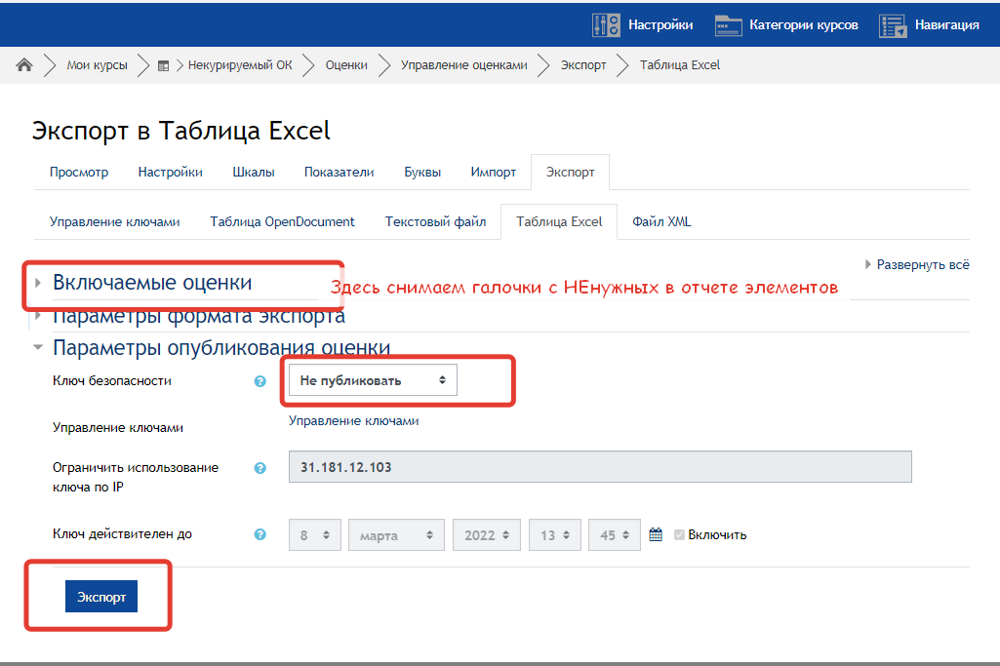 Настройки Категории курсов Навигация
Мои курсы Некурируемый ОК Оценки Управление оценками Экспорт Таблица Excel
Экспорт в Таблица Excel
Просмотр Настройки Шкалы Показатели Буквы Импорт Экспорт
Управление ключами Таблица OpenDocument Текстовый файл Таблица Excel Файл XML
Развернуть всё
Включаемые оценки Здесь снимаем галочки с НЕнужных в отчете элементов
Параметры формата экспорта
Параметры опубликования оценки
Ключ безопасности ? Не публиковать
Управление ключами Управление ключами
Ограничить использование ? 31.181.12.103
ключа по IP
Ключ действителен до ? 8 марта 2022 13 45 Включить
Экспорт